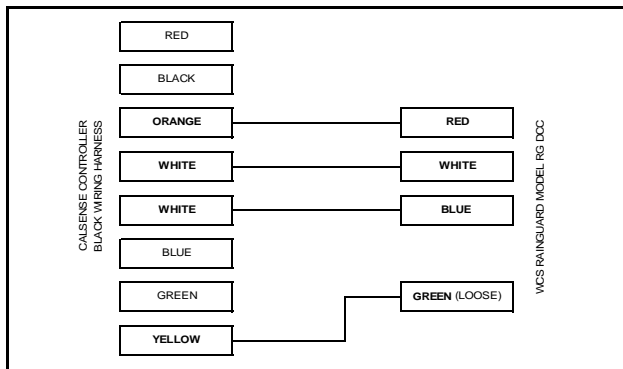 CALSENSE CONTROLLER
BLACK WIRING HARNESS
RED
BLACK
ORANGE
WHITE
WHITE
BLUE
GREEN
YELLOW
RED
WHITE
BLUE
GREEN (LOOSE)
WCS RAINGUARD MODEL RG DCC